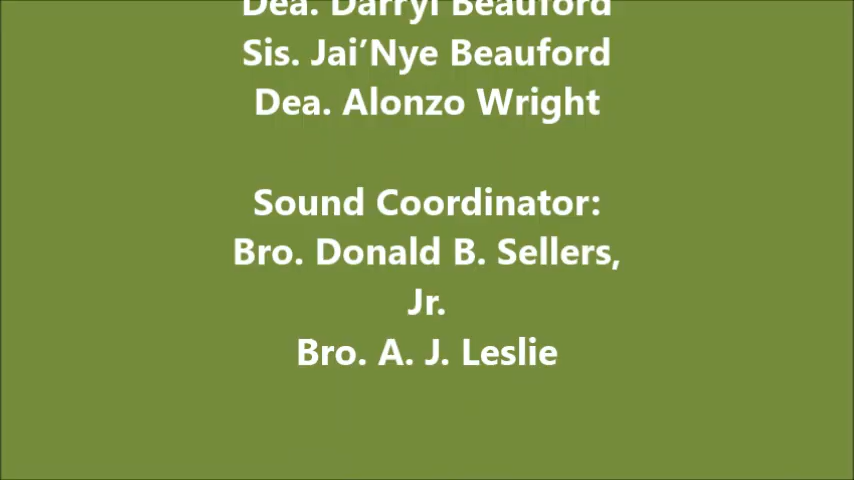 Dea. Darryl Beauford
Sis. Jai’Nye Beauford
Dea. Alonzo Wright
Sound Coordinator:
Bro. Donald B. Sellers,
Jr.
Bro. A. J. Leslie